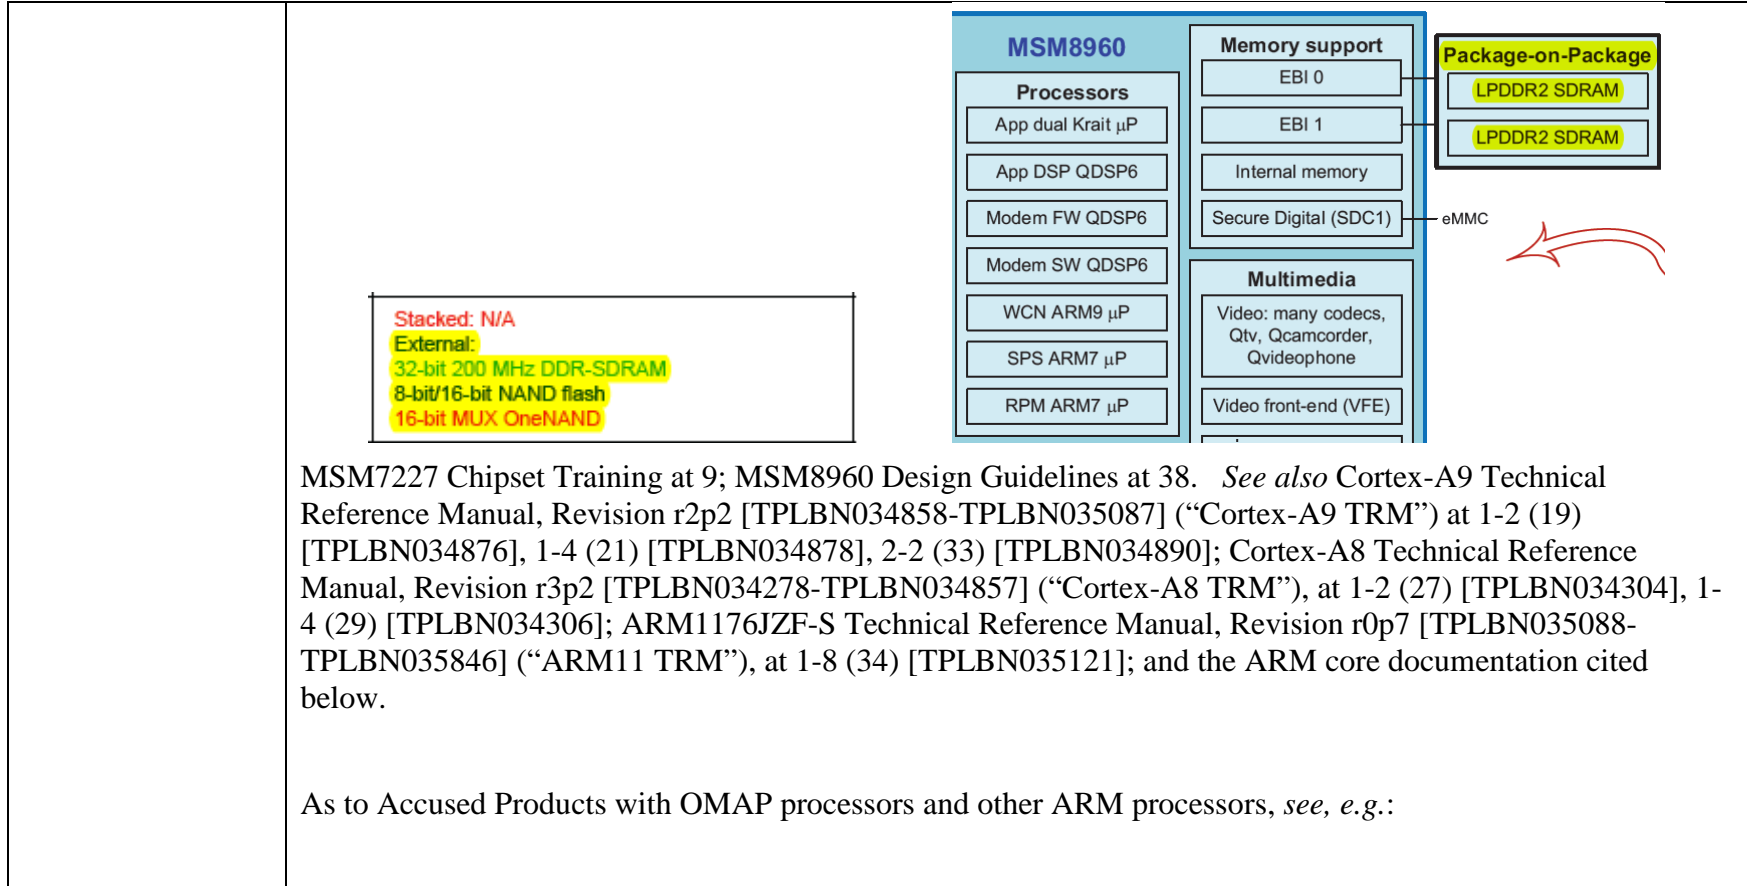 MSM8960
Processors
App dual Krait µP
App DSP QDSP6
Modem FW QDSP6
Modem SW QDSP6
WCN ARM9 µP
SPS ARM7 µP
RPM ARM7 µP
Memory support
EBI 0
EBI 1
Internal memory
Secure Digital (SDC1)
eMMC
Package-on-Package
LPDDR2 SDRAM
LPDDR2 SDRAM
Multimedia
Video: many codecs,
Qtv, Qcamcorder,
Qvideophone
Video front-end (VFE)
Stacked: N/A
External:
32-bit 200 MHz DDR-SDRAM
8-bit/16-bit NAND flash
16-bit MUX OneNAND
MSM7227 Chipset Training at 9; MSM8960 Design Guidelines at 38. See also Cortex-A9 Technical
Reference Manual, Revision r2p2 [TPLBN034858-TPLBN035087] (“Cortex-A9 TRM”) at 1-2 (19)
[TPLBN034876], 1-4 (21) [TPLBN034878], 2-2 (33) [TPLBN034890]; Cortex-A8 Technical Reference
Manual, Revision r3p2 [TPLBN034278-TPLBN034857] (“Cortex-A8 TRM”), at 1-2 (27) [TPLBN034304], 1-
4 (29) [TPLBN034306]; ARM1176JZF-S Technical Reference Manual, Revision r0p7 [TPLBN035088-
TPLBN035846] (“ARM11 TRM”), at 1-8 (34) [TPLBN035121]; and the ARM core documentation cited
below.
As to Accused Products with OMAP processors and other ARM processors, see, e.g.: